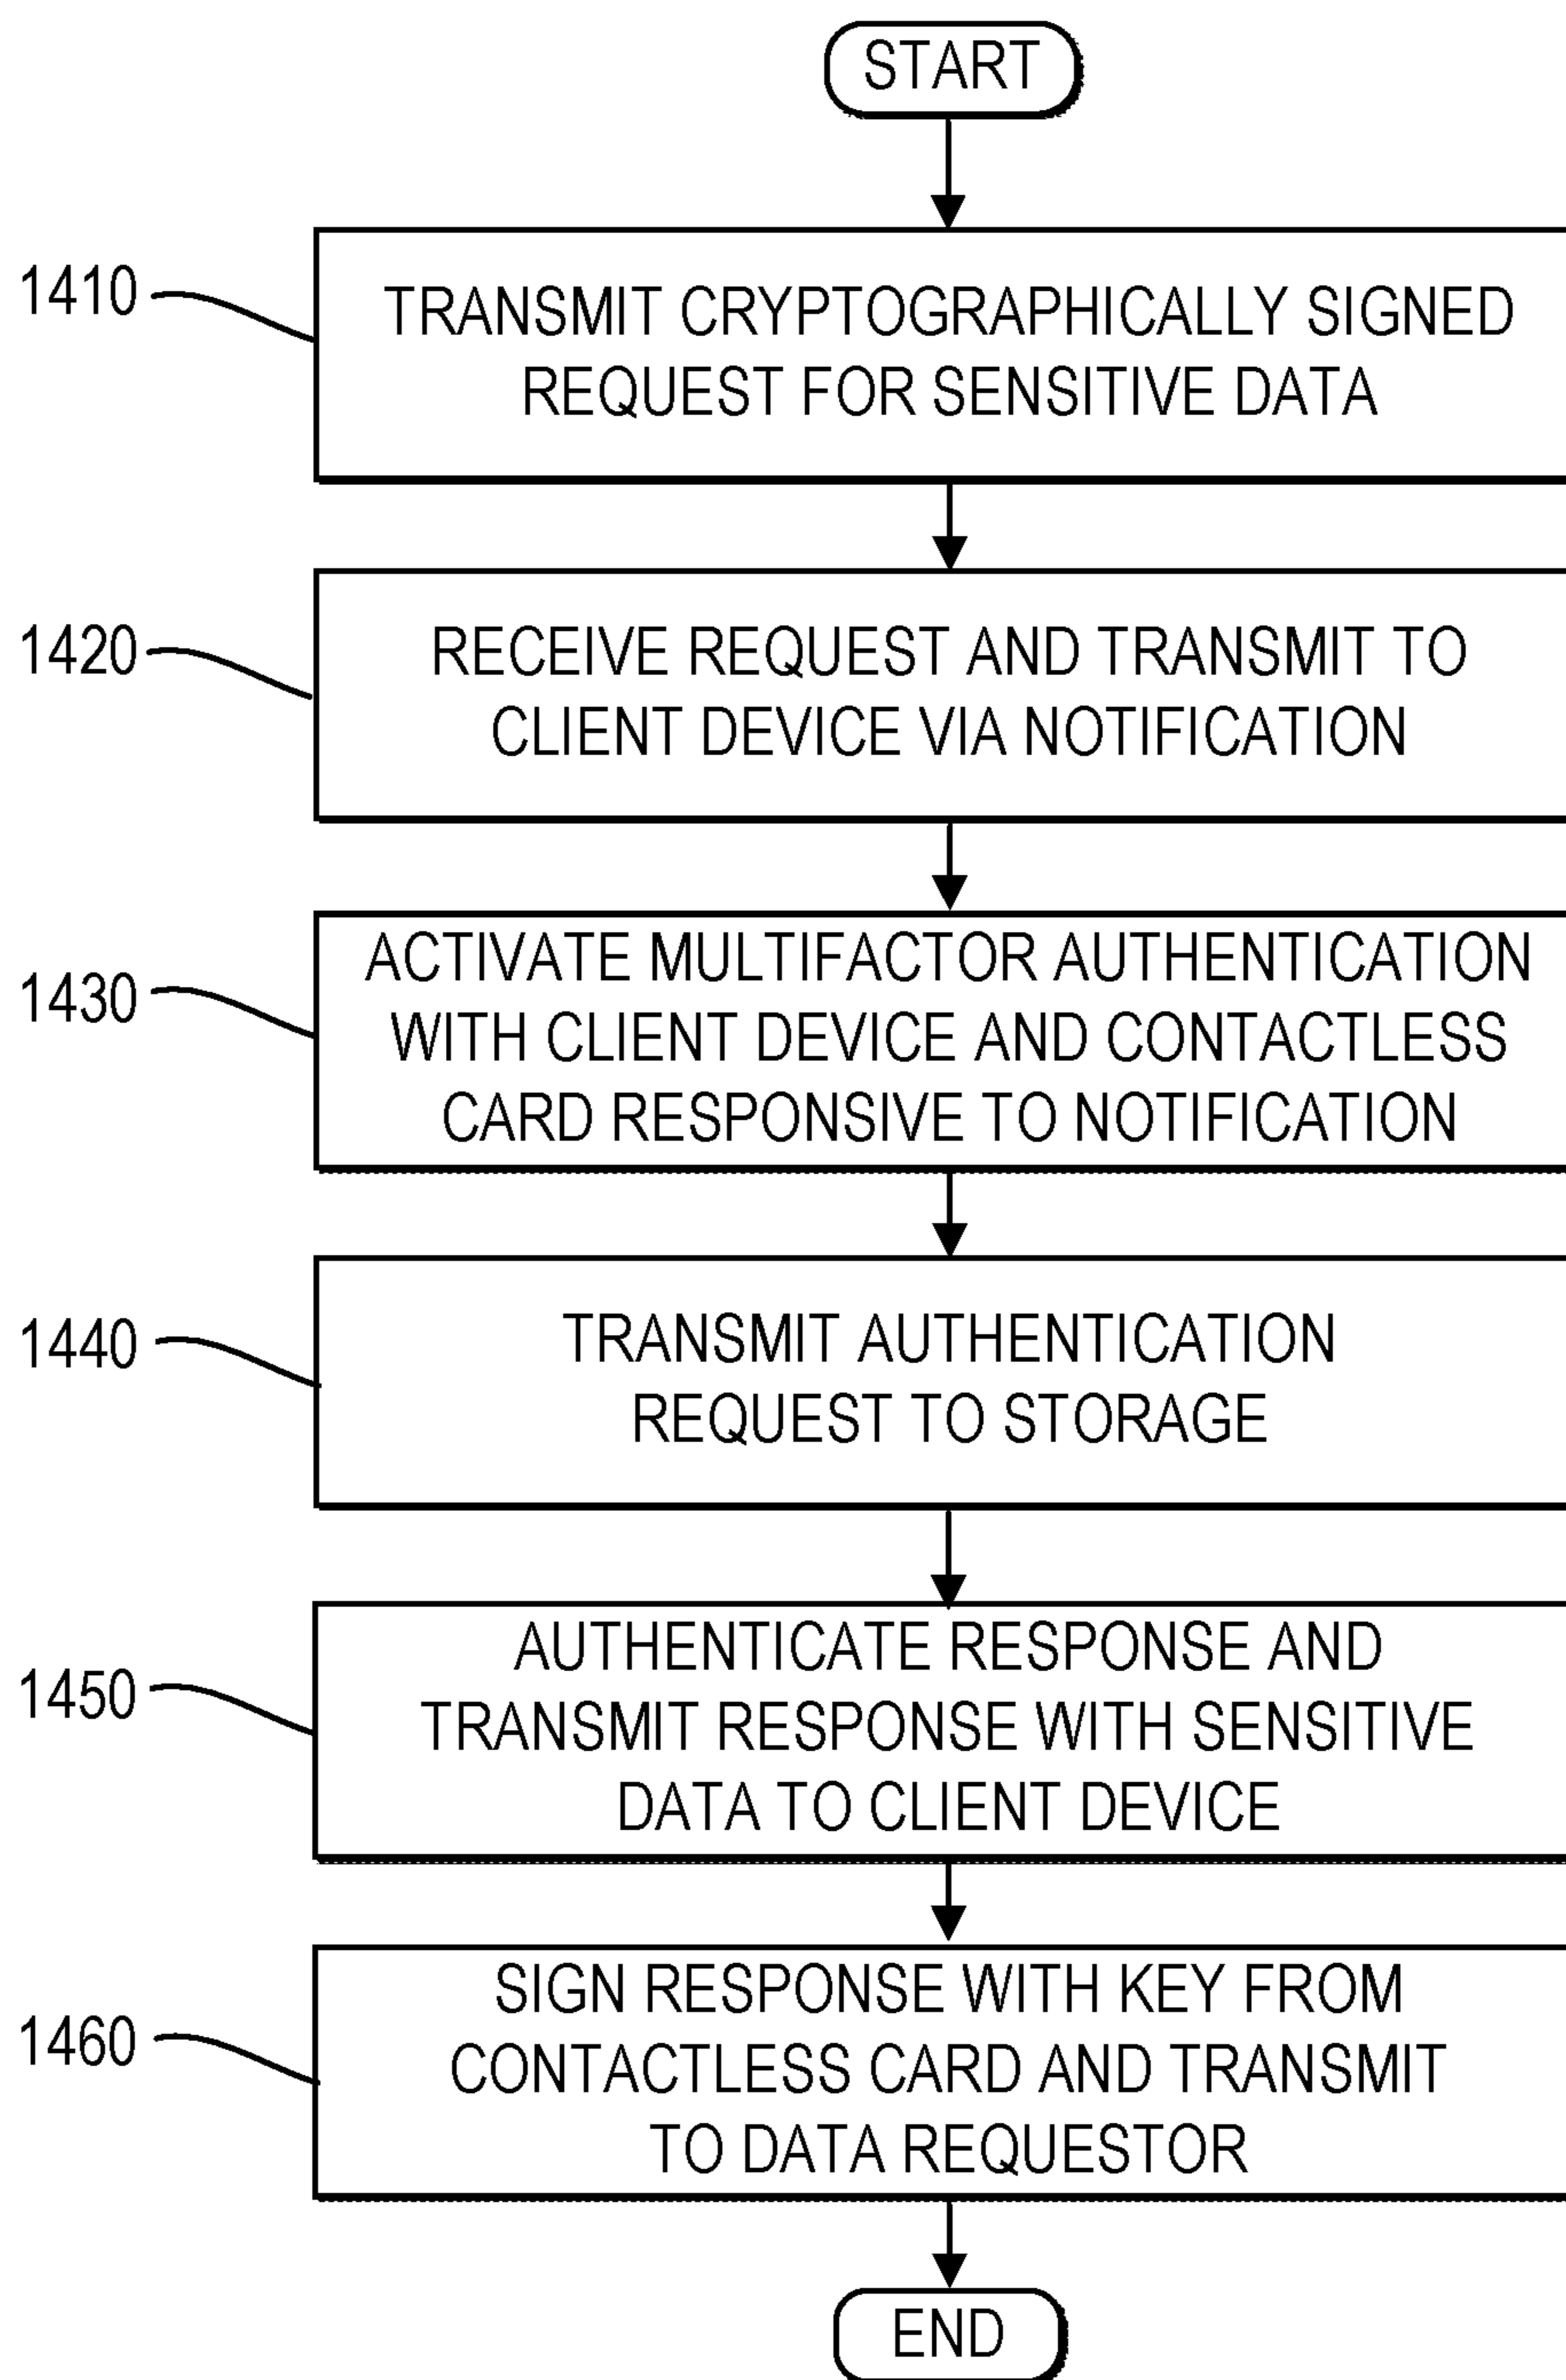 START
1410
TRANSMIT CRYPTOGRAPHICALLY SIGNED
REQUEST FOR SENSITIVE DATA
1420
RECEIVE REQUEST AND TRANSMIT TO
CLIENT DEVICE VIA NOTIFICATION
1430
ACTIVATE MULTIFACTOR AUTHENTICATION
WITH CLIENT DEVICE AND CONTACTLESS
CARD RESPONSIVE TO NOTIFICATION
1440
TRANSMIT AUTHENTICATION
REQUEST TO STORAGE
1450
AUTHENTICATE RESPONSE AND
TRANSMIT RESPONSE WITH SENSITIVE
DATA TO CLIENT DEVICE
1460
SIGN RESPONSE WITH KEY FROM
CONTACTLESS CARD AND TRANSMIT
TO DATA REQUESTOR
END